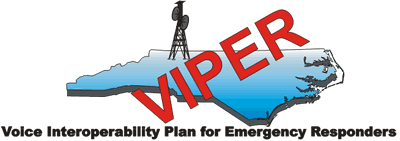 VIPER
Voice Interoperability Plan for Emergency Responders